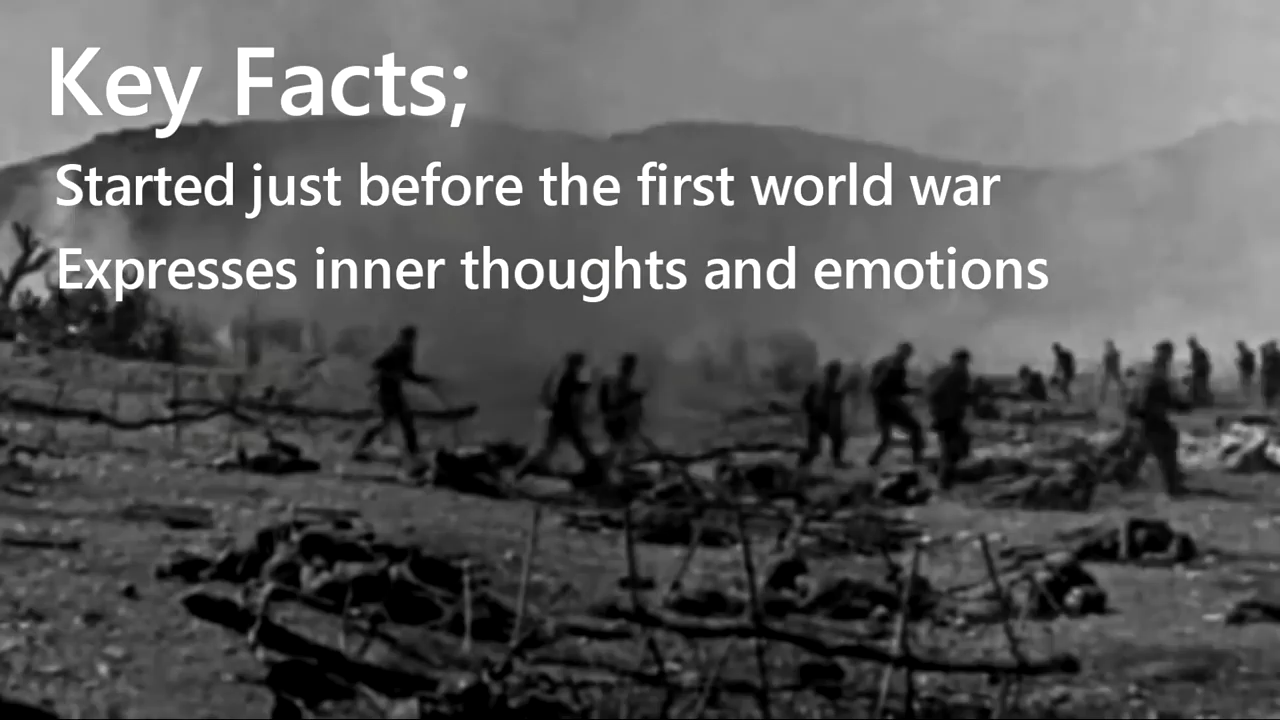 Key Facts;
Started just before the first world war
Expresses inner thoughts and emotions